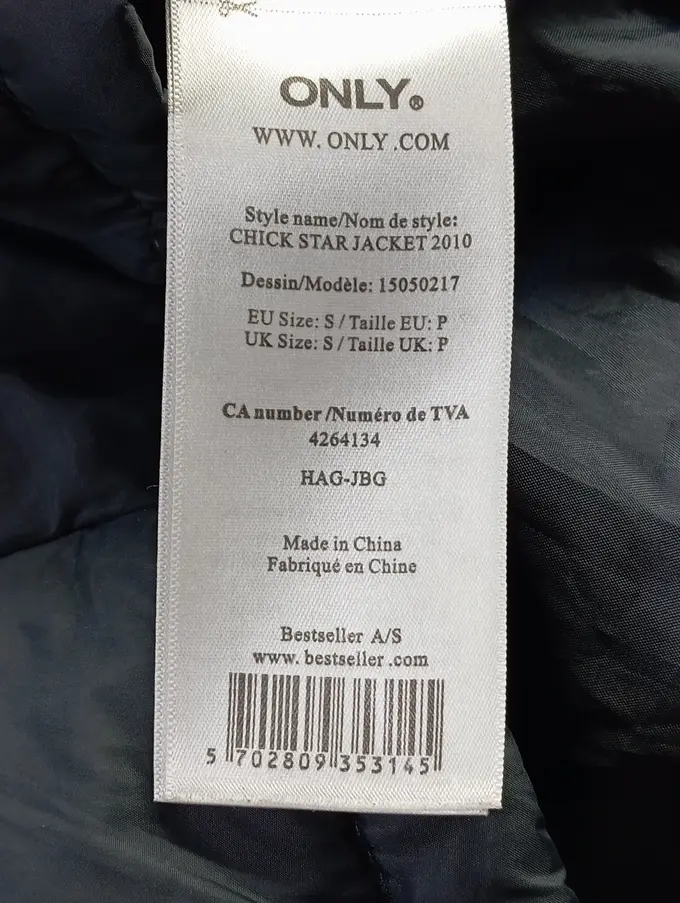 ONLY®
WWW. ONLY .COM
Style name/Nom de style:
CHICK STAR JACKET 2010
Dessin/Modèle: 15050217
EU Size: S / Taille EU: P
UK Size: S / Taille UK: P
CA number /Numéro de TVA
4264134
HAG-JBG
Made in China
Fabriqué en Chine
Bestseller A/S
www. bestseller .com
5 702809 353145